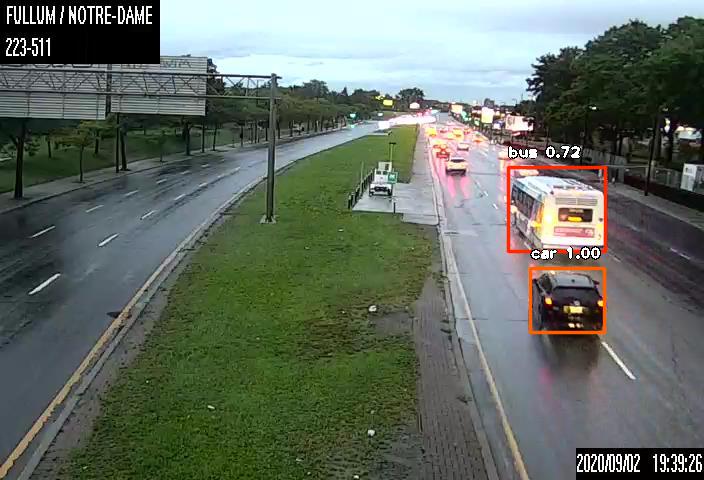 FULLUM / NOTRE-DAME
223-511
bus 0.72
car 1.00
2020/09/02 19:39:26